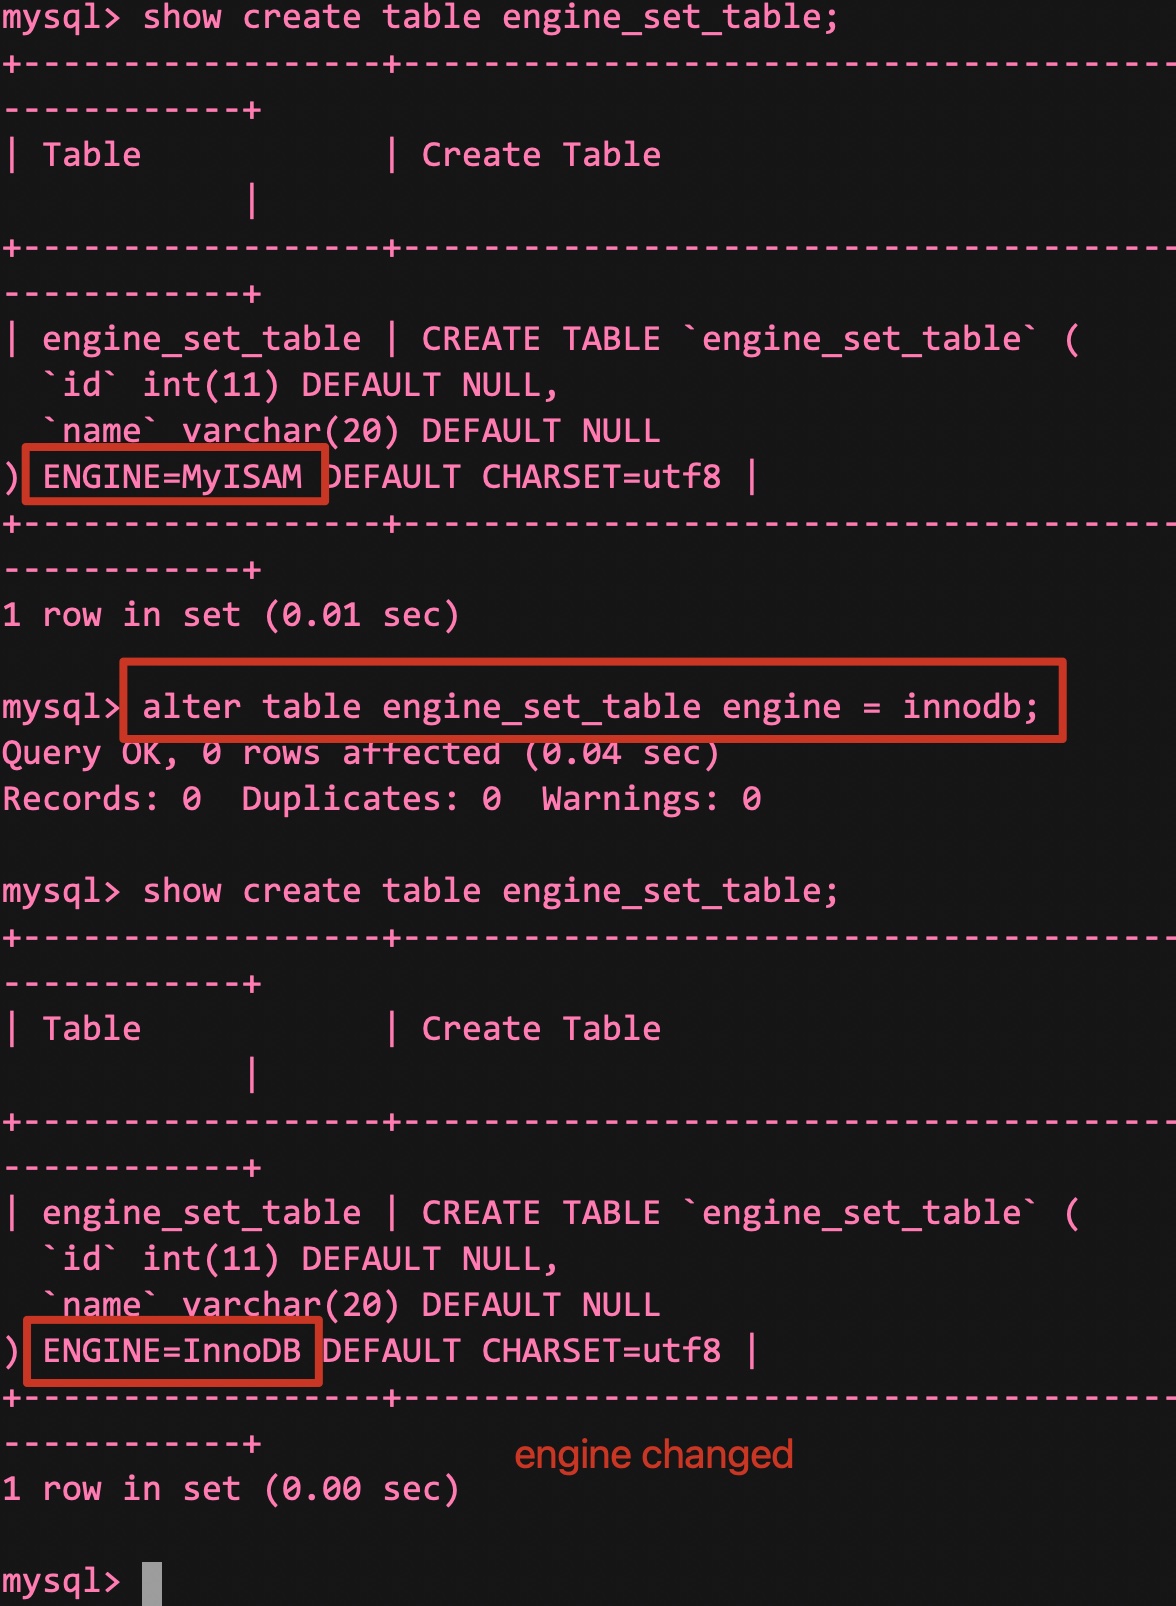 mysql> show create table engine_set_table;
+------------------+---------------------------------------
------------+
| Table            | Create Table
            |
+------------------+---------------------------------------
------------+
| engine_set_table | CREATE TABLE `engine_set_table` (
  `id` int(11) DEFAULT NULL,
  `name` varchar(20) DEFAULT NULL
) ENGINE=MyISAM DEFAULT CHARSET=utf8 |
+------------------+---------------------------------------
------------+
1 row in set (0.01 sec)
mysql> alter table engine_set_table engine = innodb;
Query OK, 0 rows affected (0.04 sec)
Records: 0  Duplicates: 0  Warnings: 0
mysql> show create table engine_set_table;
+------------------+---------------------------------------
------------+
| Table            | Create Table
            |
+------------------+---------------------------------------
------------+
| engine_set_table | CREATE TABLE `engine_set_table` (
  `id` int(11) DEFAULT NULL,
  `name` varchar(20) DEFAULT NULL
) ENGINE=InnoDB DEFAULT CHARSET=utf8 |
+------------------+---------------------------------------
------------+
engine changed
1 row in set (0.00 sec)
mysql>